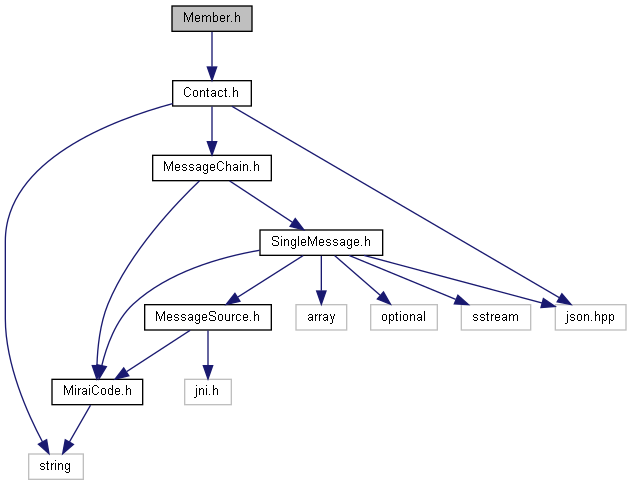 Member.h
Contact.h
MessageChain.h
SingleMessage.h
MessageSource.h
array
optional
sstream
json.hpp
MiraiCode.h
jni.h
string